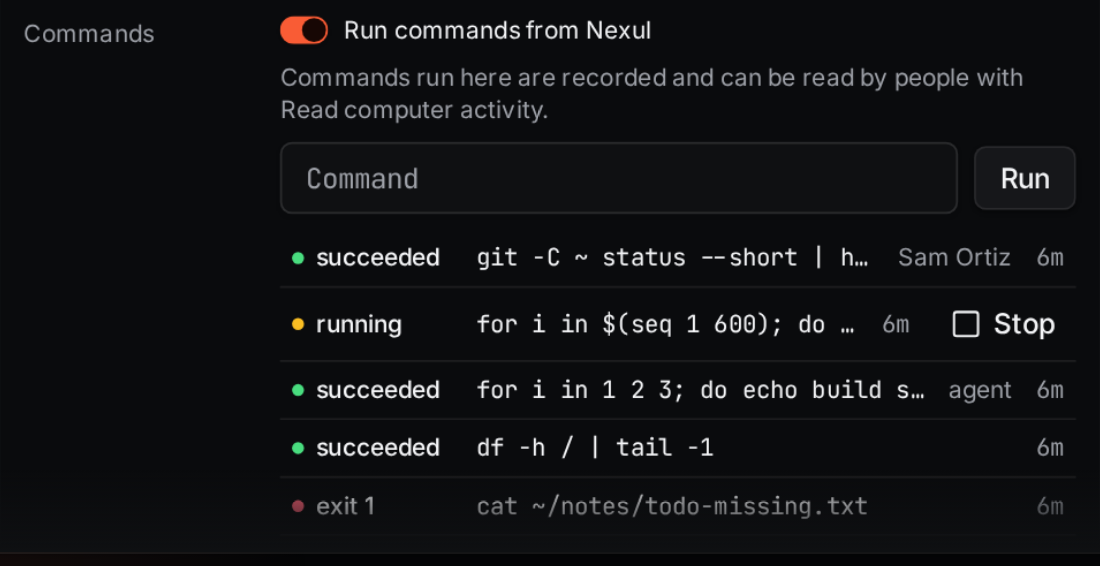 Commands
Run commands from Nexul
Commands run here are recorded and can be read by people with
Read computer activity.
Command
Run
succeeded git -C ~ status --short | h… Sam Ortiz 6m
running for i in $(seq 1 600); do … 6m Stop
succeeded for i in 1 2 3; do echo build s… agent 6m
succeeded df -h / | tail -1 6m
exit 1 cat ~/notes/todo-missing.txt 6m